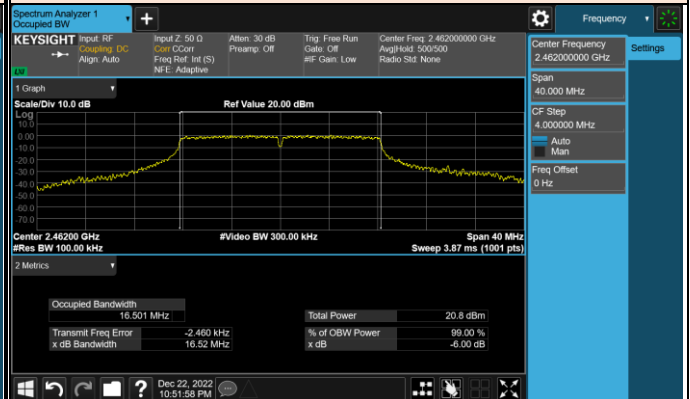 Spectrum Analyzer 1
Occupied BW
+
Frequency
KEYSIGHT
Input: RF
Coupling: DC
Align: Auto
Input Z: 50 Ω
Corr CCorr
Freq Ref: Int (S)
NFE: Adaptive
Atten: 30 dB
Preamp: Off
Trig: Free Run
Gate: Off
#IF Gain: Low
Center Freq: 2.462000000 GHz
Avg|Hold: 500/500
Radio Std: None
LXI
Center Frequency
2.462000000 GHz
Settings
Span
40.000 MHz
CF Step
4.000000 MHz
Auto
Man
Freq Offset
0 Hz
1 Graph
Scale/Div 10.0 dB
Ref Value 20.00 dBm
Log
10.0
0.00
-10.0
-20.0
-30.0
-40.0
-50.0
-60.0
-70.0
Center 2.46200 GHz
#Video BW 300.00 kHz
Span 40 MHz
#Res BW 100.00 kHz
Sweep 3.87 ms (1001 pts)
2 Metrics
Occupied Bandwidth
16.501 MHz
Total Power 20.8 dBm
Transmit Freq Error -2.460 kHz
% of OBW Power 99.00 %
x dB Bandwidth 16.52 MHz
x dB -6.00 dB
?
Dec 22, 2022
10:51:58 PM